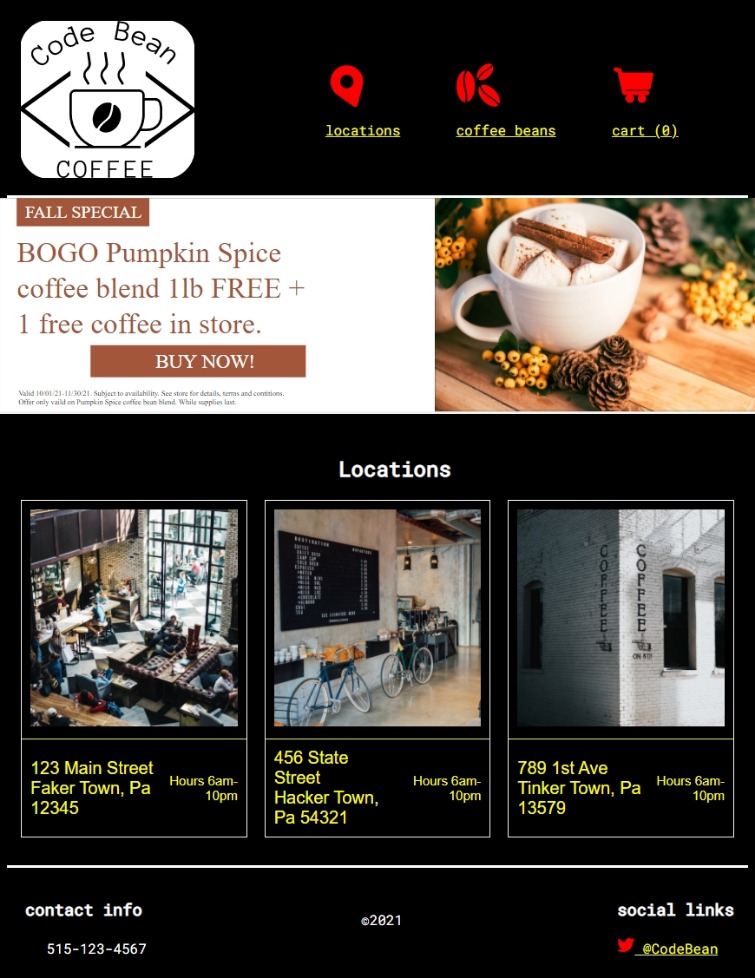 Code Bean
COFFEE
locations
coffee beans
cart (0)
FALL SPECIAL
BOGO Pumpkin Spice
coffee blend 1lb FREE +
1 free coffee in store.
BUY NOW!
Valid 10/01/21-11/30/21. Subject to availability. See store for details, terms and contitions.
Offer only vaild on Pumpkin Spice coffee bean blend. While supplies last.
Locations
COFFEE
COFFEE
123 Main Street
Faker Town, Pa
12345
Hours 6am-
10pm
456 State
Street
Hacker Town,
Pa 54321
Hours 6am-
10pm
789 1st Ave
Tinker Town, Pa
13579
Hours 6am-
10pm
contact info
515-123-4567
©2021
social links
@CodeBean